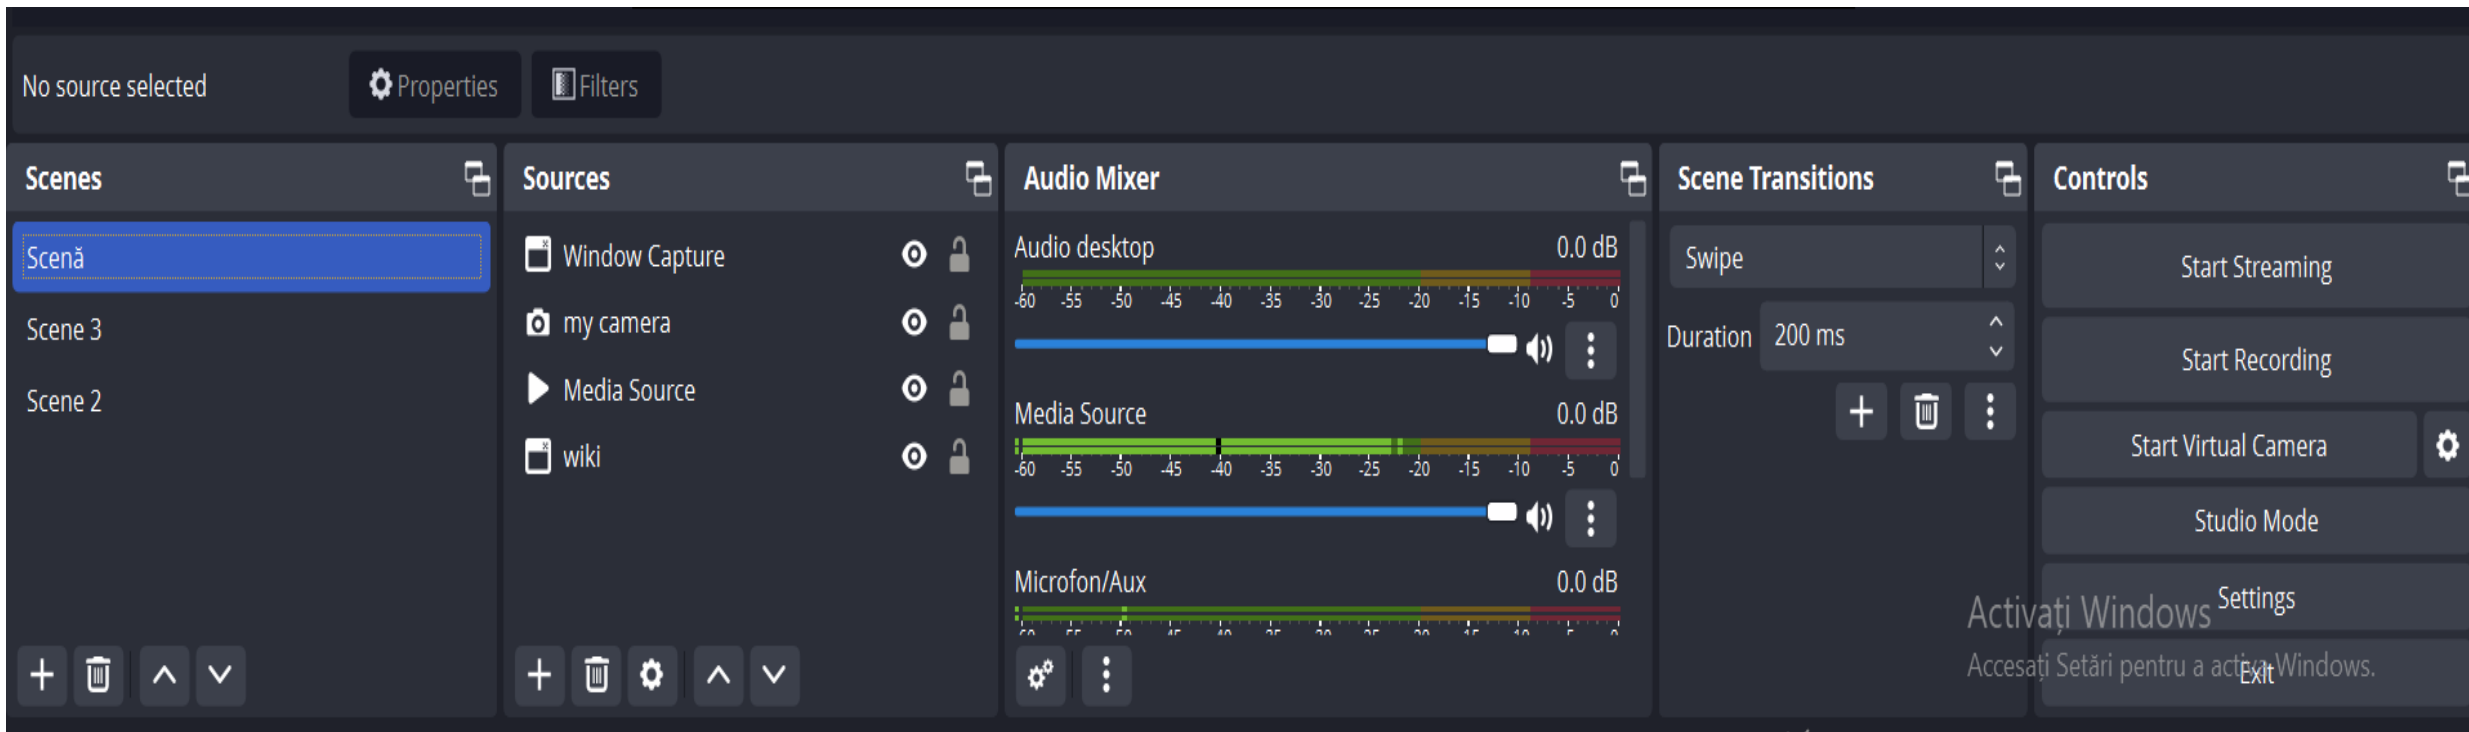 No source selected
Properties
Filters
Scenes
Scenă
Scene 3
Scene 2
Sources
Window Capture
my camera
Media Source
wiki
Audio Mixer
Audio desktop 0.0 dB
-60 -55 -50 -45 -40 -35 -30 -25 -20 -15 -10 -5 0
Media Source 0.0 dB
-60 -55 -50 -45 -40 -35 -30 -25 -20 -15 -10 -5 0
Microfon/Aux 0.0 dB
Scene Transitions
Swipe
Duration 200 ms
Controls
Start Streaming
Start Recording
Start Virtual Camera
Studio Mode
Settings
Exit
Activați Windows
Accesați Setări pentru a activa Windows.